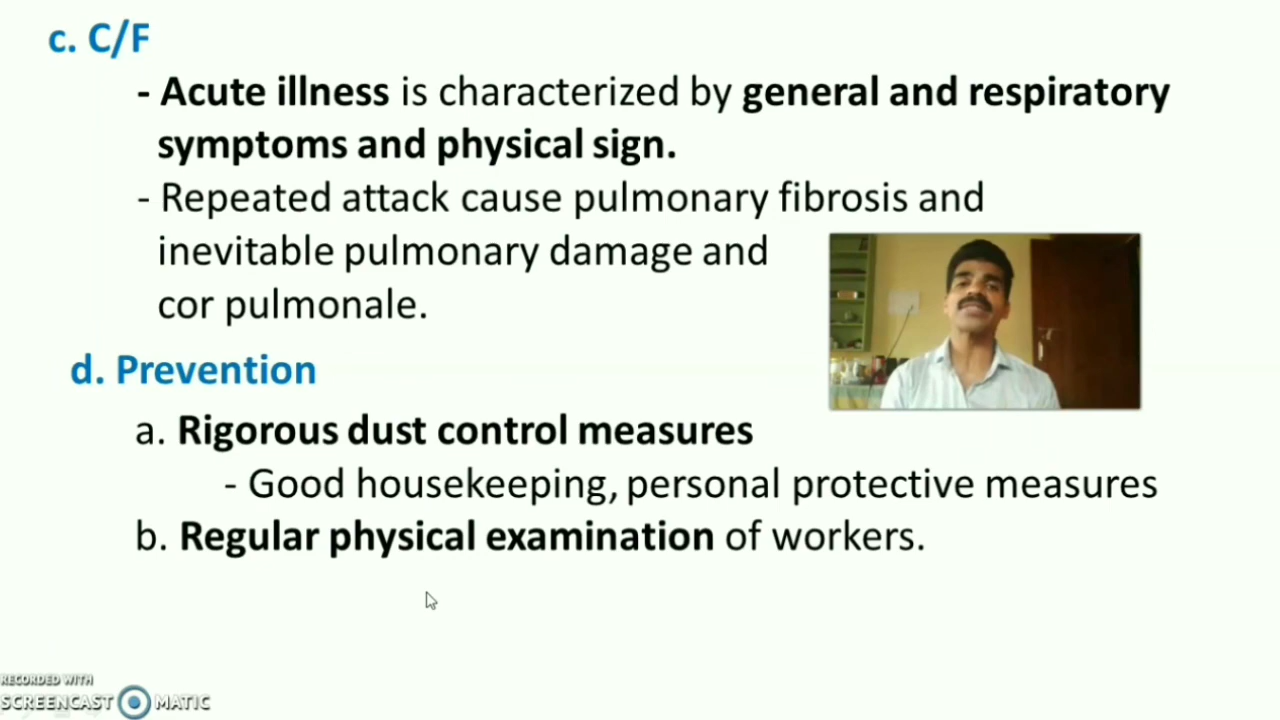 c. C/F
- Acute illness is characterized by general and respiratory
symptoms and physical sign.
- Repeated attack cause pulmonary fibrosis and
inevitable pulmonary damage and
cor pulmonale.
d. Prevention
a. Rigorous dust control measures
- Good housekeeping, personal protective measures
b. Regular physical examination of workers.
RECORDED WITH
SCREENCAST MATIC